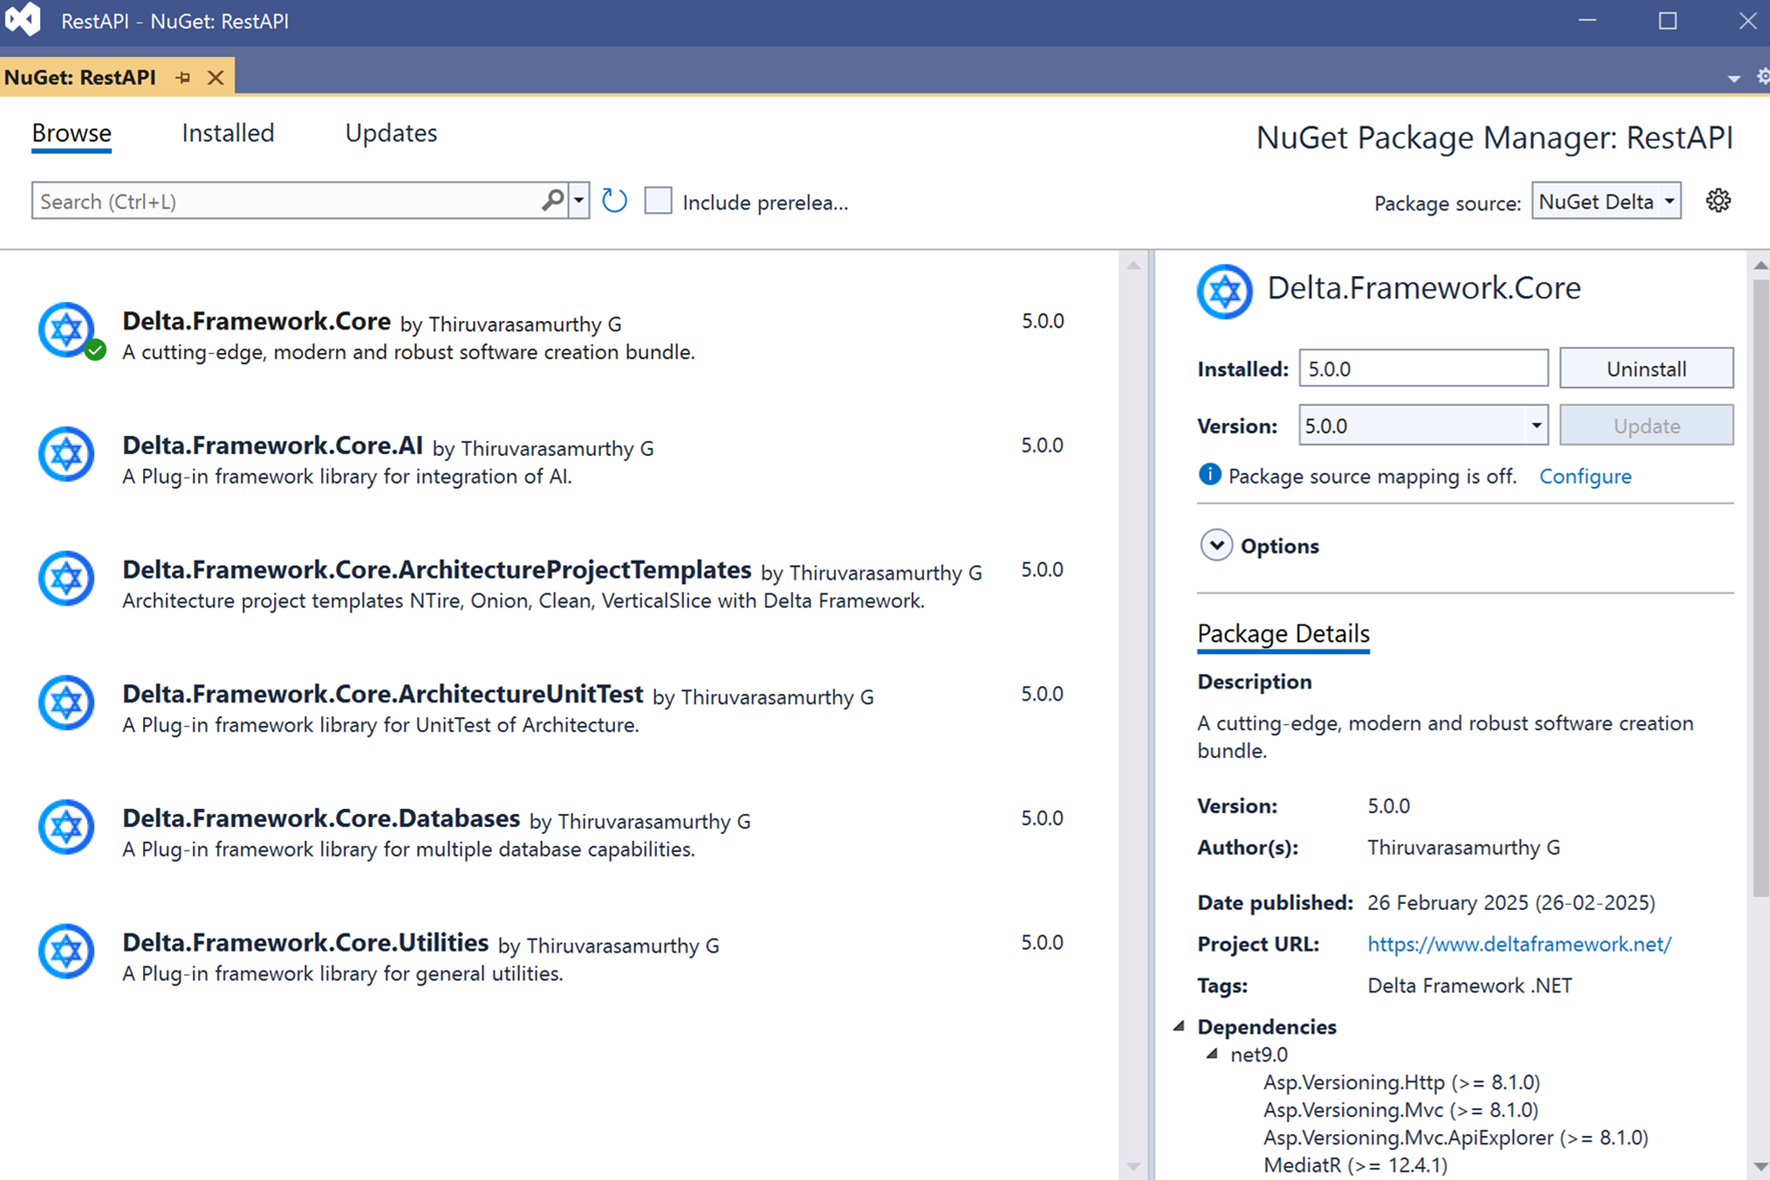 RestAPI - NuGet: RestAPI
NuGet: RestAPI
Browse Installed Updates
NuGet Package Manager: RestAPI
Search (Ctrl+L)
Include prerelea...
Package source: NuGet Delta
Delta.Framework.Core by Thiruvarasamurthy G 5.0.0
A cutting-edge, modern and robust software creation bundle.
Delta.Framework.Core.AI by Thiruvarasamurthy G 5.0.0
A Plug-in framework library for integration of AI.
Delta.Framework.Core.ArchitectureProjectTemplates by Thiruvarasamurthy G 5.0.0
Architecture project templates NTire, Onion, Clean, VerticalSlice with Delta Framework.
Delta.Framework.Core.ArchitectureUnitTest by Thiruvarasamurthy G 5.0.0
A Plug-in framework library for UnitTest of Architecture.
Delta.Framework.Core.Databases by Thiruvarasamurthy G 5.0.0
A Plug-in framework library for multiple database capabilities.
Delta.Framework.Core.Utilities by Thiruvarasamurthy G 5.0.0
A Plug-in framework library for general utilities.
Delta.Framework.Core
Installed: 5.0.0 Uninstall
Version: 5.0.0 Update
Package source mapping is off. Configure
Options
Package Details
Description
A cutting-edge, modern and robust software creation
bundle.
Version: 5.0.0
Author(s): Thiruvarasamurthy G
Date published: 26 February 2025 (26-02-2025)
Project URL: https://www.deltaframework.net/
Tags: Delta Framework .NET
Dependencies
net9.0
Asp.Versioning.Http (>= 8.1.0)
Asp.Versioning.Mvc (>= 8.1.0)
Asp.Versioning.Mvc.ApiExplorer (>= 8.1.0)
MediatR (>= 12.4.1)